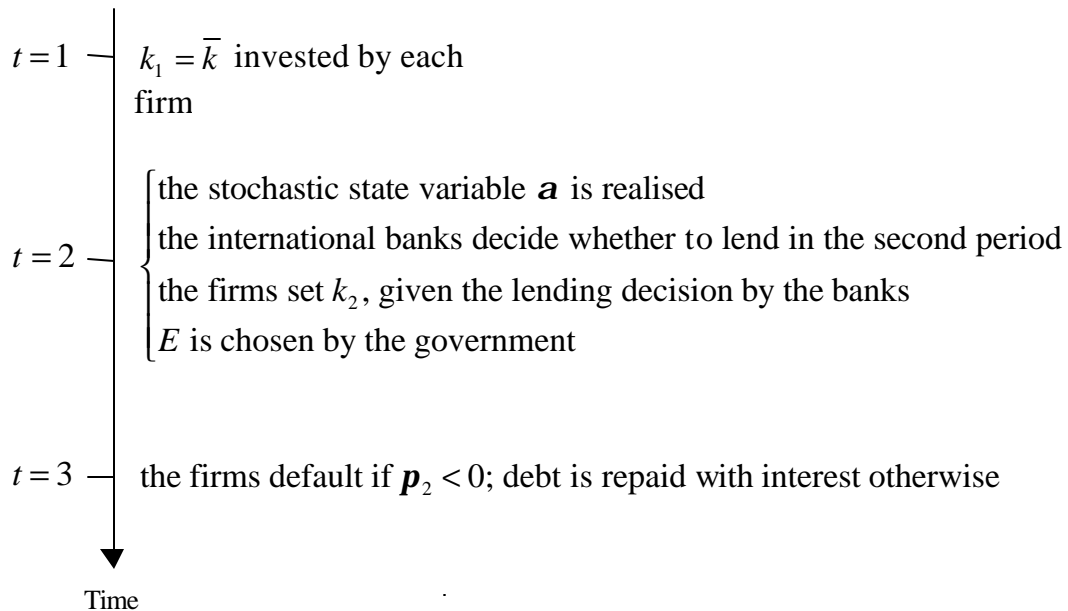 t = 1
k₁ = k̅ invested by each
firm
the stochastic state variable a is realised
the international banks decide whether to lend in the second period
t = 2
the firms set k₂, given the lending decision by the banks
E is chosen by the government
t = 3
the firms default if p₂ < 0; debt is repaid with interest otherwise
Time